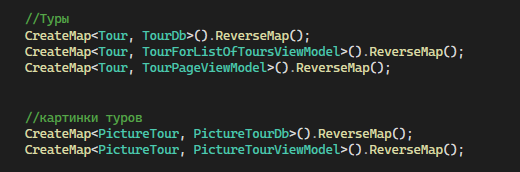 //Туры
CreateMap<Tour, TourDb>().ReverseMap();
CreateMap<Tour, TourForListOfToursViewModel>().ReverseMap();
CreateMap<Tour, TourPageViewModel>().ReverseMap();
//картинки туров
CreateMap<PictureTour, PictureTourDb>().ReverseMap();
CreateMap<PictureTour, PictureTourViewModel>().ReverseMap();